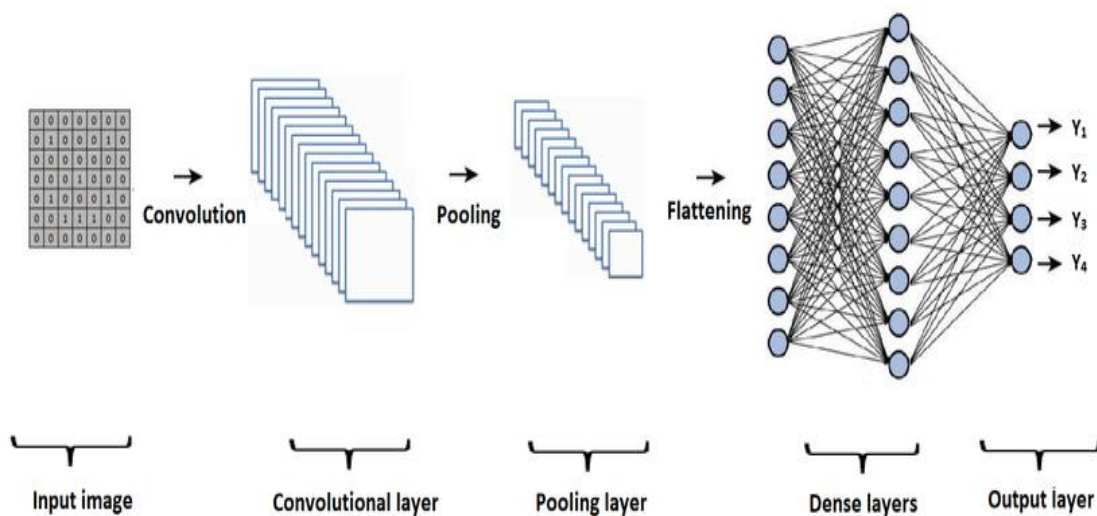 0 0 0 0 0 0 0
0 1 0 0 0 1 0
0 0 0 0 0 0 0
0 0 0 1 0 0 0
0 1 0 0 0 1 0
0 0 1 1 1 0 0
0 0 0 0 0 0 0
Convolution
Pooling
Flattening
Y₁
Y₂
Y₃
Y₄
Input image
Convolutional layer
Pooling layer
Dense layers
Output layer